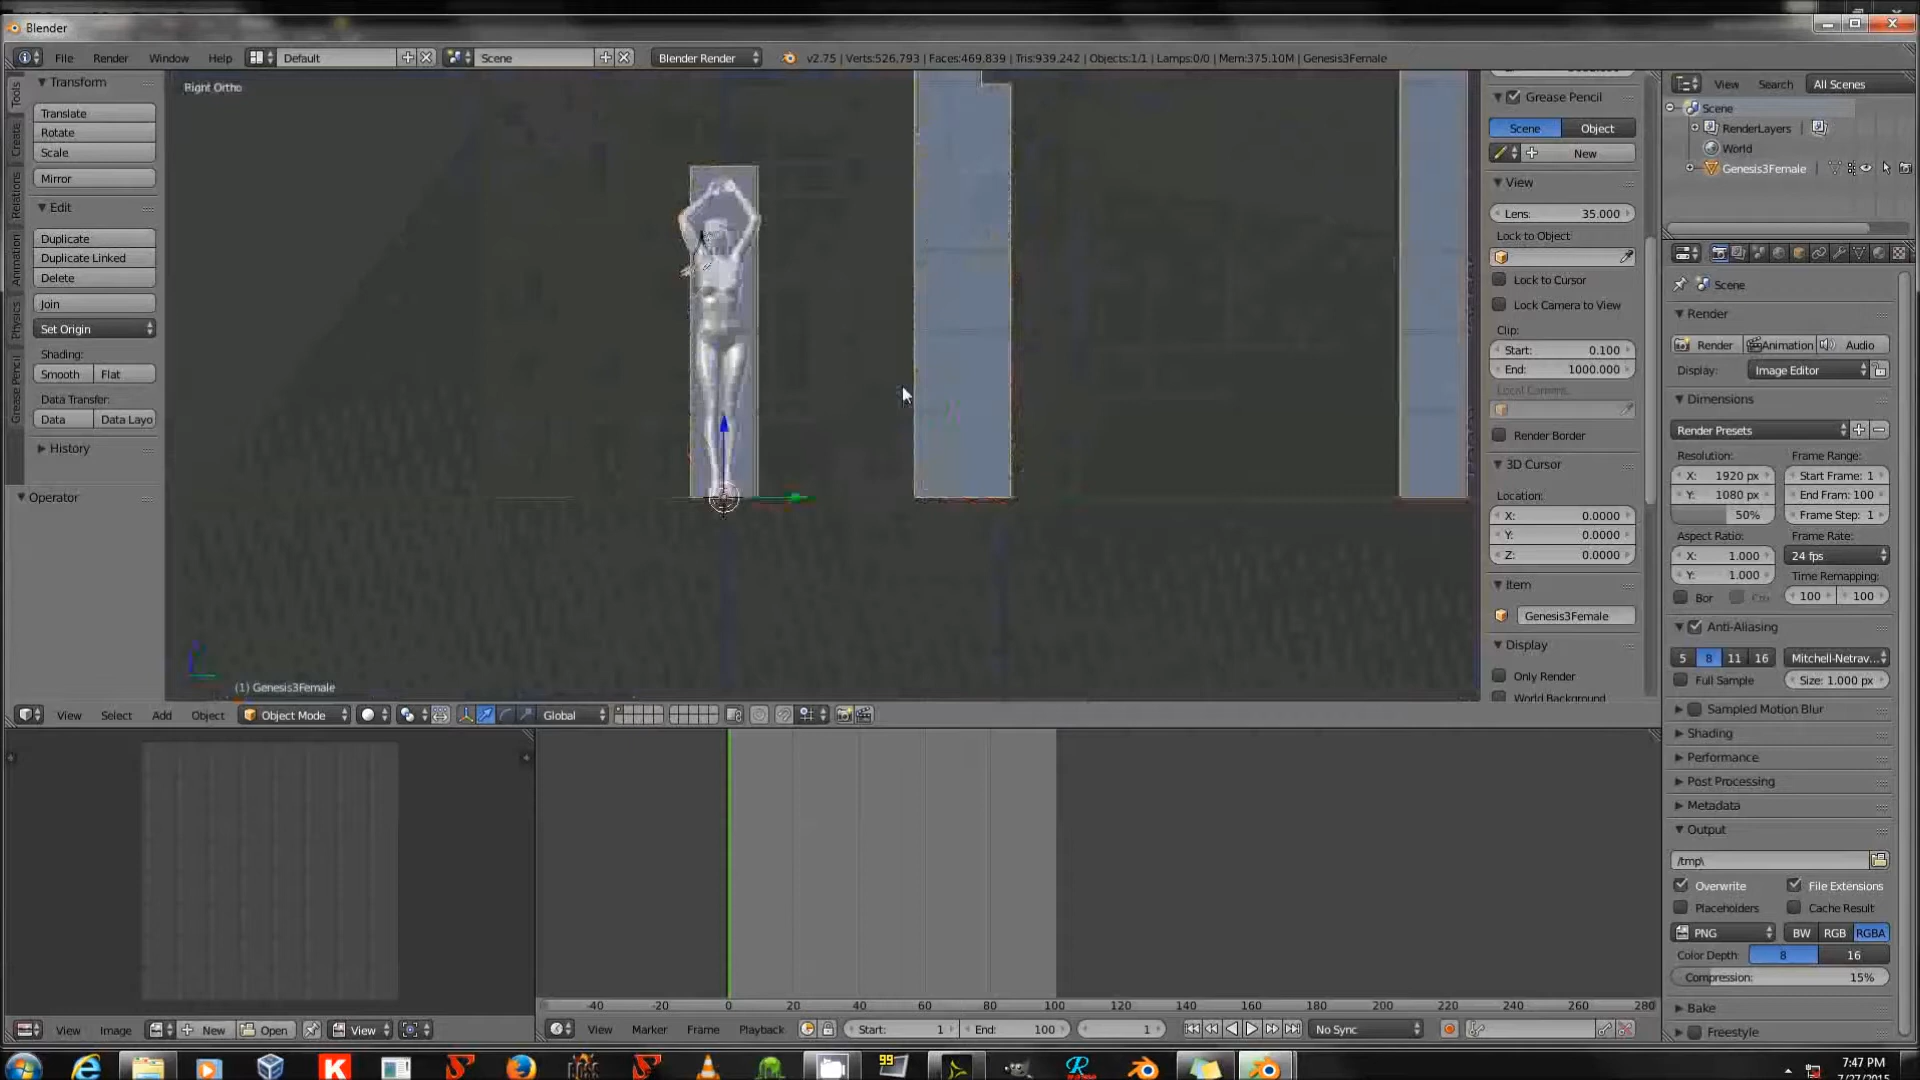 Blender
File Render Window Help Default Scene Blender Render v2.75 | Verts:526,793 | Faces:469,839 | Tris:939,242 | Objects:1/1 | Lamps:0/0 | Mem:375.10M | Genesis3Female
Tools
Create
Relations
Animation
Physics
Grease Pencil
Transform
Translate
Rotate
Scale
Mirror
Edit
Duplicate
Duplicate Linked
Delete
Join
Set Origin
Shading:
Smooth Flat
Data Transfer:
Data Data Layo
History
Operator
Right Ortho
(1) Genesis3Female
View Select Add Object Object Mode Global
Grease Pencil
Scene Object
New
View
Lens: 35.000
Lock to Object:
Lock to Cursor
Lock Camera to View
Clip:
Start: 0.100
End: 1000.000
Local Camera:
Render Border
3D Cursor
Location:
X: 0.0000
Y: 0.0000
Z: 0.0000
Item
Genesis3Female
Display
Only Render
World Background
View Search All Scenes
Scene
RenderLayers
World
Genesis3Female
Scene
Render
Render Animation Audio
Display: Image Editor
Dimensions
Render Presets
Resolution: Frame Range:
X: 1920 px Start Frame: 1
Y: 1080 px End Fram: 100
50% Frame Step: 1
Aspect Ratio: Frame Rate:
X: 1.000 24 fps
Y: 1.000 Time Remapping:
Bor 100 100
Anti-Aliasing
5 8 11 16 Mitchell-Netrav...
Full Sample Size: 1.000 px
Sampled Motion Blur
Shading
Performance
Post Processing
Metadata
Output
/tmp\
Overwrite File Extensions
Placeholders Cache Result
PNG BW RGB RGBA
Color Depth: 8 16
Compression: 15%
Bake
Freestyle
-40 -20 0 20 40 60 80 100 120 140 160 180 200 220 240 260 280
View Image New Open View
View Marker Frame Playback Start: 1 End: 100 1 No Sync
99
7:47 PM
7/27/2015